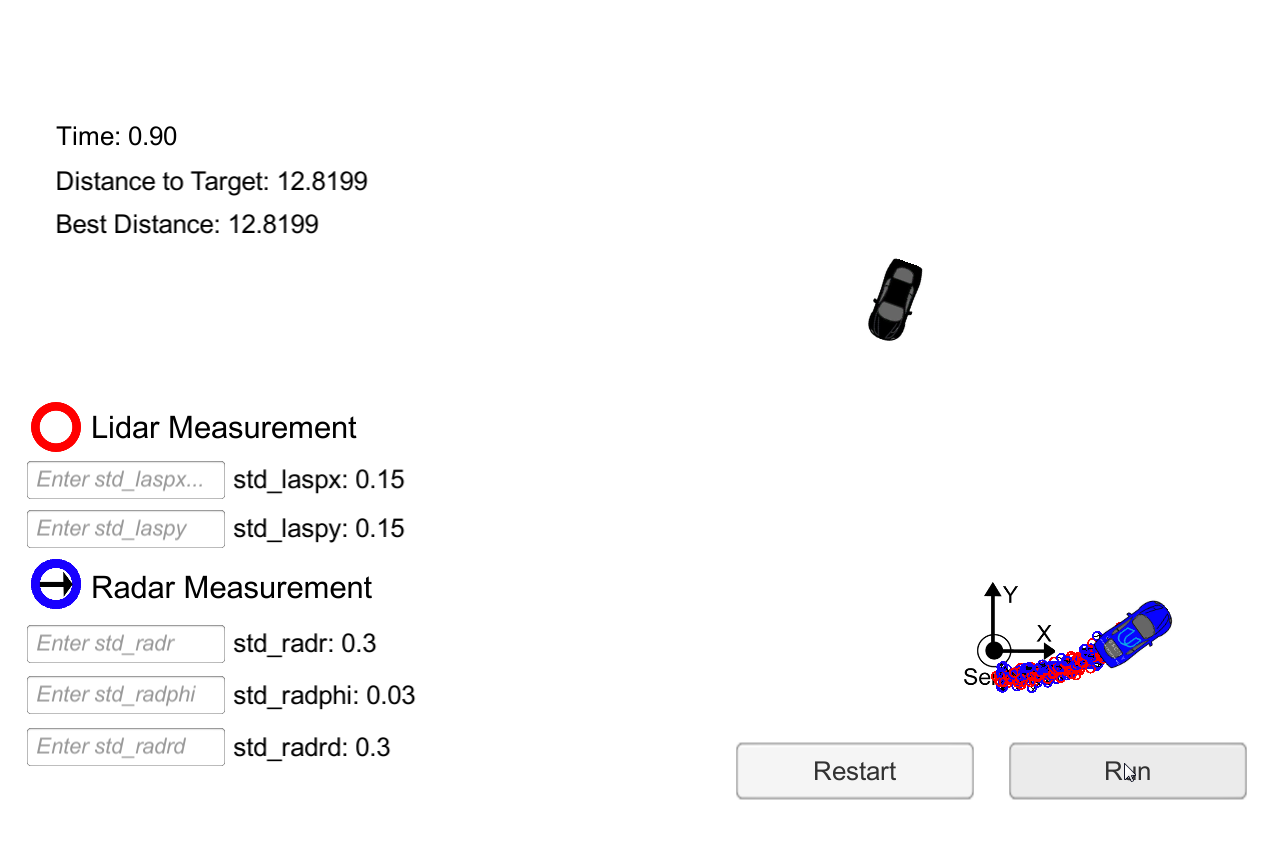 Time: 0.90
Distance to Target: 12.8199
Best Distance: 12.8199
Lidar Measurement
Enter std_laspx... std_laspx: 0.15
Enter std_laspy std_laspy: 0.15
Radar Measurement
Enter std_radr std_radr: 0.3
Enter std_radphi std_radphi: 0.03
Enter std_radrd std_radrd: 0.3
Y
X
Se
Restart
Run